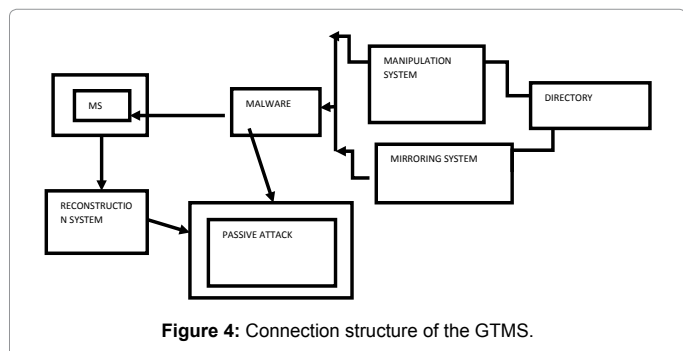 MANIPULATION
SYSTEM
DIRECTORY
MS
MALWARE
MIRRORING SYSTEM
RECONSTRUCTIO
N SYSTEM
PASSIVE ATTACK
Figure 4: Connection structure of the GTMS.